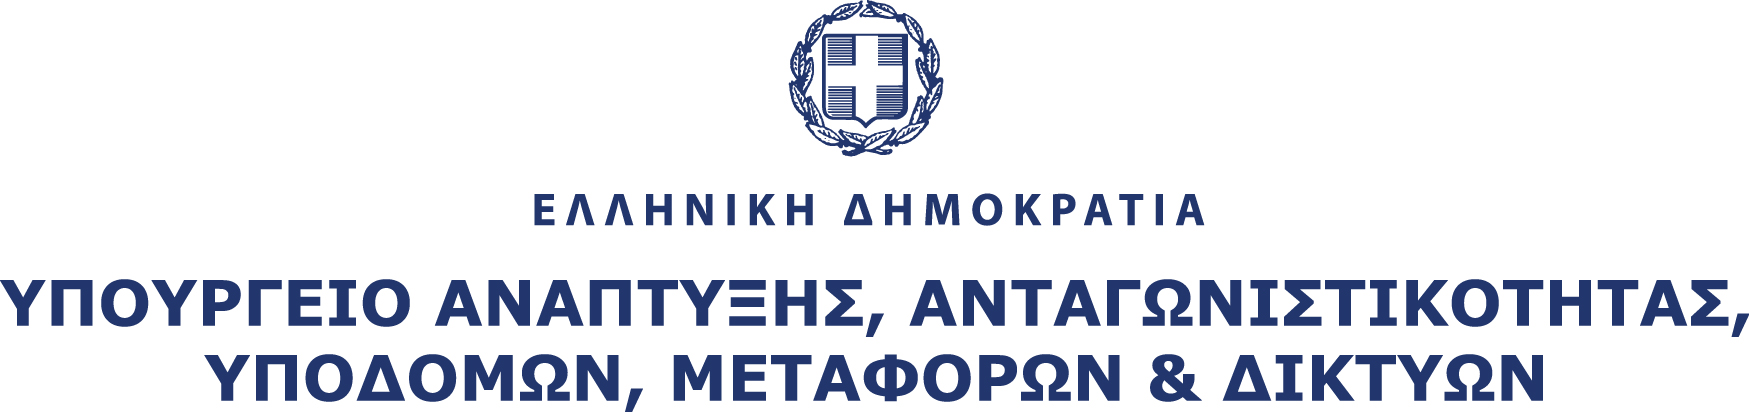 ΕΛΛΗΝΙΚΗ ΔΗΜΟΚΡΑΤΙΑ
ΥΠΟΥΡΓΕΙΟ ΑΝΑΠΤΥΞΗΣ, ΑΝΤΑΓΩΝΙΣΤΙΚΟΤΗΤΑΣ,
ΥΠΟΔΟΜΩΝ, ΜΕΤΑΦΟΡΩΝ & ΔΙΚΤΥΩΝ